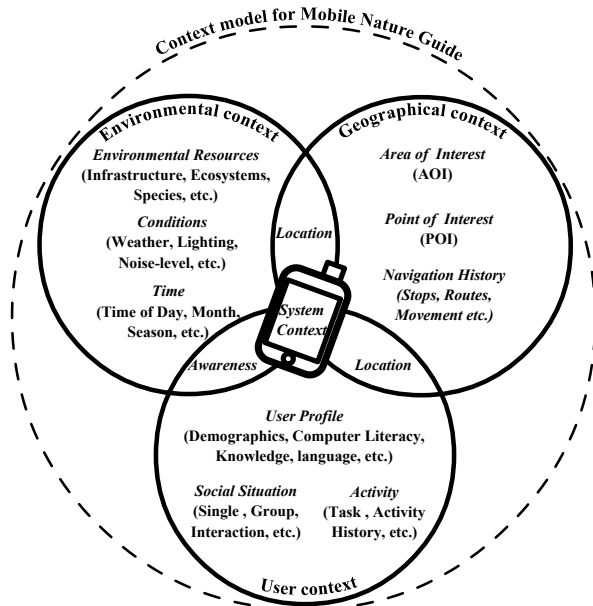 Context model for Mobile Nature Guide
Environmental context
Environmental Resources
(Infrastructure, Ecosystems,
Species, etc.)
Conditions
(Weather, Lighting,
Noise-level, etc.)
Time
(Time of Day, Month,
Season, etc.)
Geographical context
Area of Interest
(AOI)
Point of Interest
(POI)
Navigation History
(Stops, Routes,
Movement etc.)
Location
System
Context
Awareness
Location
User Profile
(Demographics, Computer Literacy,
Knowledge, language, etc.)
Social Situation
(Single , Group,
Interaction, etc.)
Activity
(Task , Activity
History, etc.)
User context